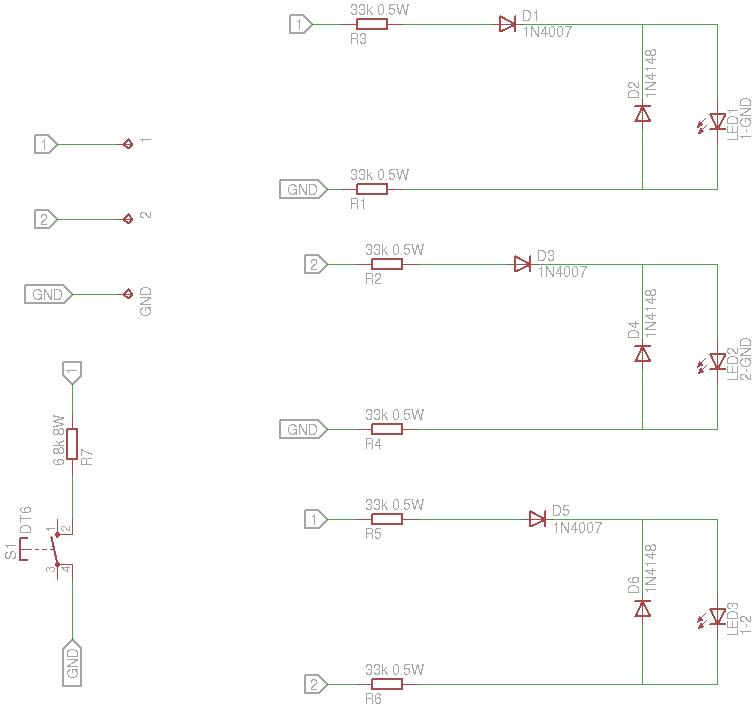 33k 0.5W
1
R3
D1
1N4007
D2
1N4148
LED1
1-GND
33k 0.5W
GND
R1
1
1
2
2
GND
GND
33k 0.5W
2
R2
D3
1N4007
D4
1N4148
LED2
2-GND
33k 0.5W
GND
R4
1
6.8k 8W
R7
DT6
S1
1
2
3
4
GND
33k 0.5W
1
R5
D5
1N4007
D6
1N4148
LED3
1-2
33k 0.5W
2
R6